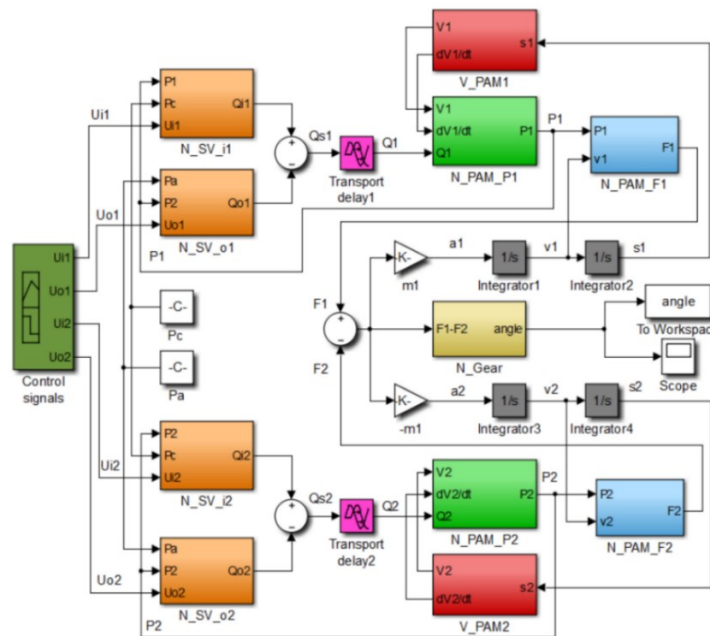 V1
dV1/dt
s1
V_PAM1
s1
P1
Pc
Ui1
Qi1
N_SV_i1
Ui1
Qs1
Q1
Transport
delay1
V1
dV1/dt
Q1
P1
N_PAM_P1
P1
P1
v1
F1
N_PAM_F1
Pa
P2
Uo1
Qo1
N_SV_o1
Uo1
P1
Ui1
Uo1
Ui2
Uo2
Control
signals
-C-
Pc
-C-
Pa
F1
F2
-K-
m1
a1
1/s
Integrator1
v1
1/s
Integrator2
s1
F1-F2
angle
N_Gear
angle
To Workspac
Scope
-K-
-m1
a2
1/s
Integrator3
v2
1/s
Integrator4
s2
P2
Pc
Ui2
Qi2
N_SV_i2
Ui2
Qs2
Q2
Transport
delay2
V2
dV2/dt
Q2
P2
N_PAM_P2
P2
P2
v2
F2
N_PAM_F2
Pa
P2
Uo2
Qo2
N_SV_o2
Uo2
P2
V2
dV2/dt
s2
V_PAM2